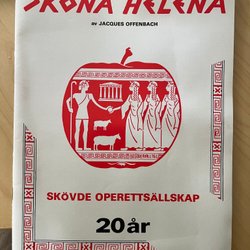 SKÖNA HELENA
av JACQUES OFFENBACH
SKÖVDE OPERETTSÄLLSKAP
20 år